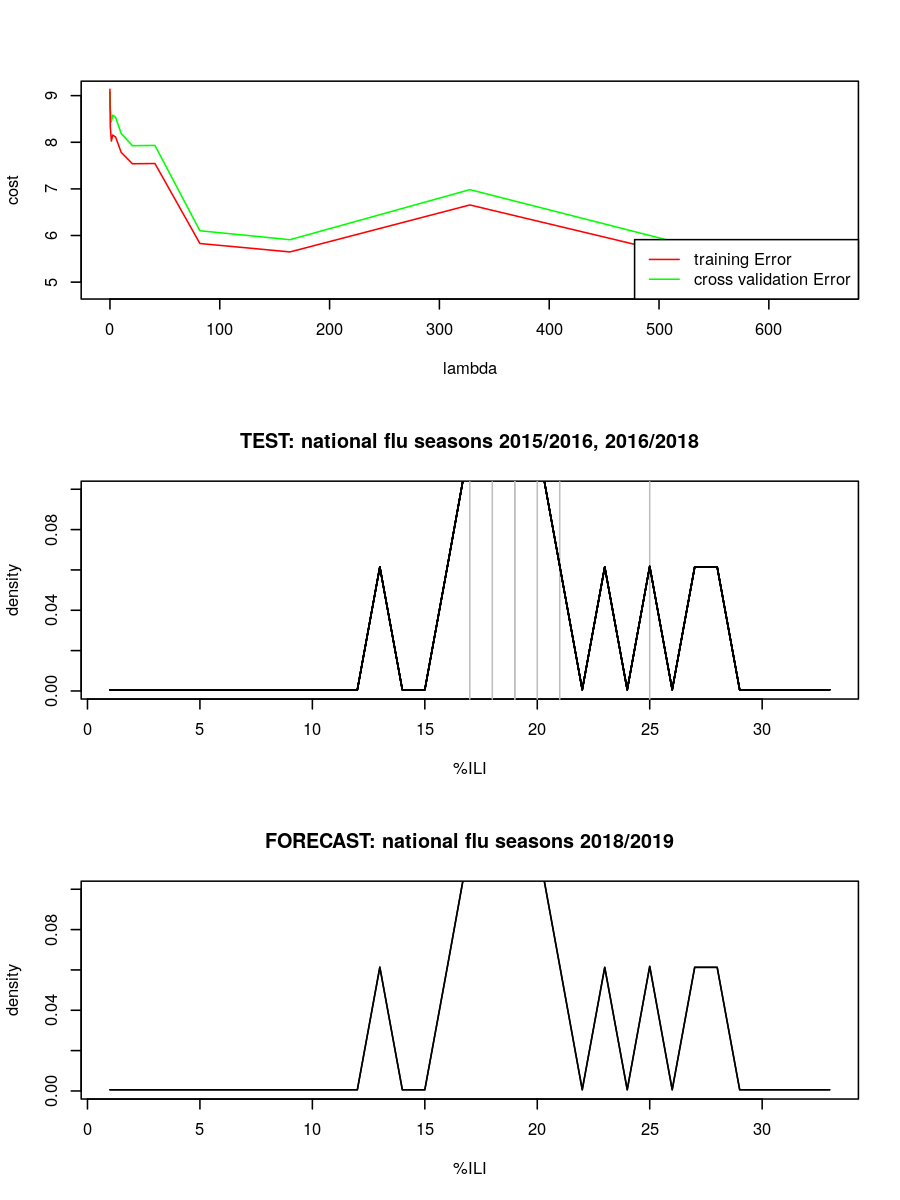 cost
9
8
7
6
5
training Error
cross validation Error
0 100 200 300 400 500 600
lambda
TEST: national flu seasons 2015/2016, 2016/2018
density
0.08
0.04
0.00
0 5 10 15 20 25 30
%ILI
FORECAST: national flu seasons 2018/2019
density
0.08
0.04
0.00
0 5 10 15 20 25 30
%ILI